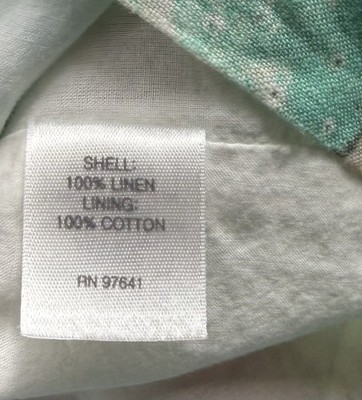 SHELL:
100% LINEN
LINING:
100% COTTON
RN 97641